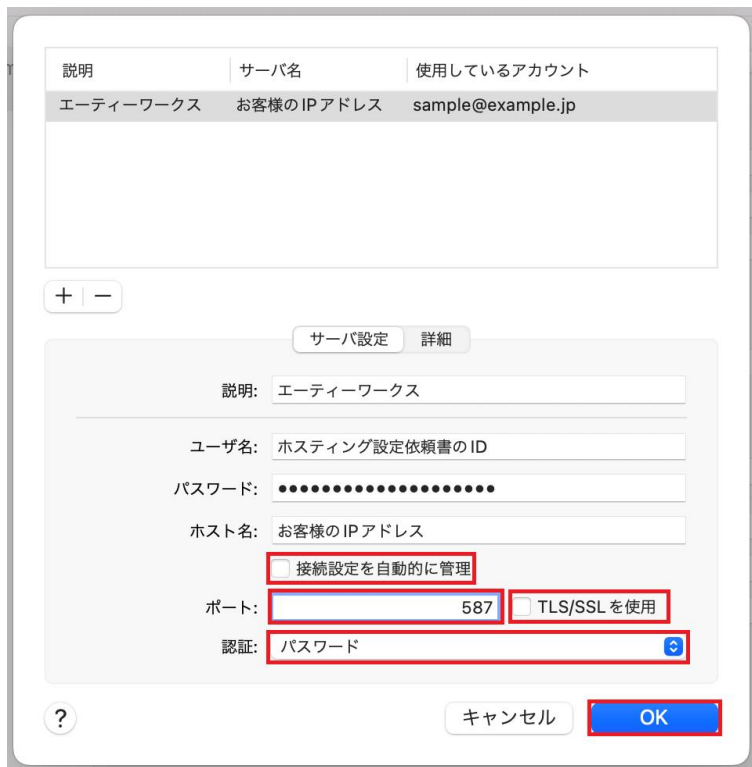 説明 サーバ名 使用しているアカウント
エーティーワークス お客様のIPアドレス sample@example.jp
+ −
サーバ設定 詳細
説明: エーティーワークス
ユーザ名: ホスティング設定依頼書のID
パスワード: ●●●●●●●●●●●●●●●●●●●●
ホスト名: お客様のIPアドレス
接続設定を自動的に管理
ポート: 587 TLS/SSLを使用
認証: パスワード
? キャンセル OK